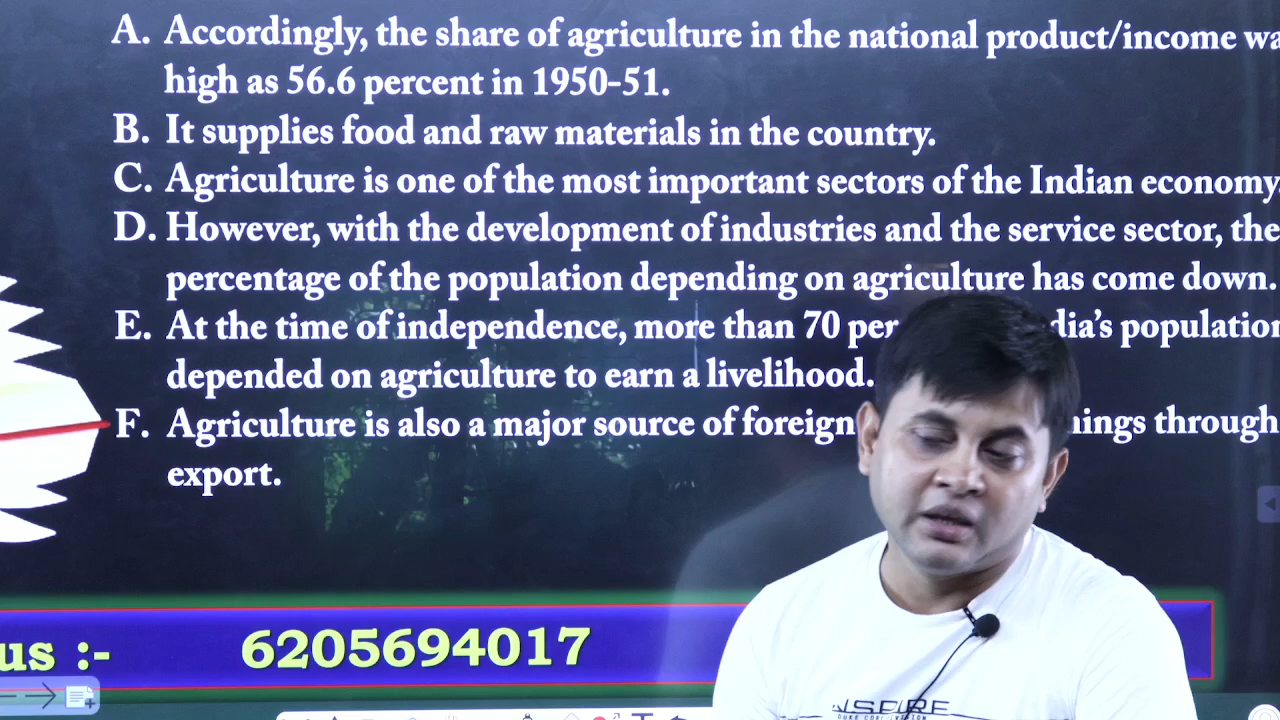 A. Accordingly, the share of agriculture in the national product/income
high as 56.6 percent in 1950-51.
B. It supplies food and raw materials in the country.
C. Agriculture is one of the most important sectors of the Indian economy.
D. However, with the development of industries and the service sector, the
percentage of the population depending on agriculture has come down.
E. At the time of independence, more than 70 per dia's population
depended on agriculture to earn a livelihood.
F. Agriculture is also a major source of foreign nings through
export.
us :- 6205694017